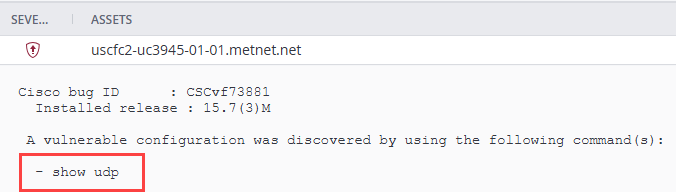 SEVE... ASSETS
uscfc2-uc3945-01-01.metnet.net
Cisco bug ID : CSCvf73881
Installed release : 15.7(3)M
A vulnerable configuration was discovered by using the following command(s):
- show udp